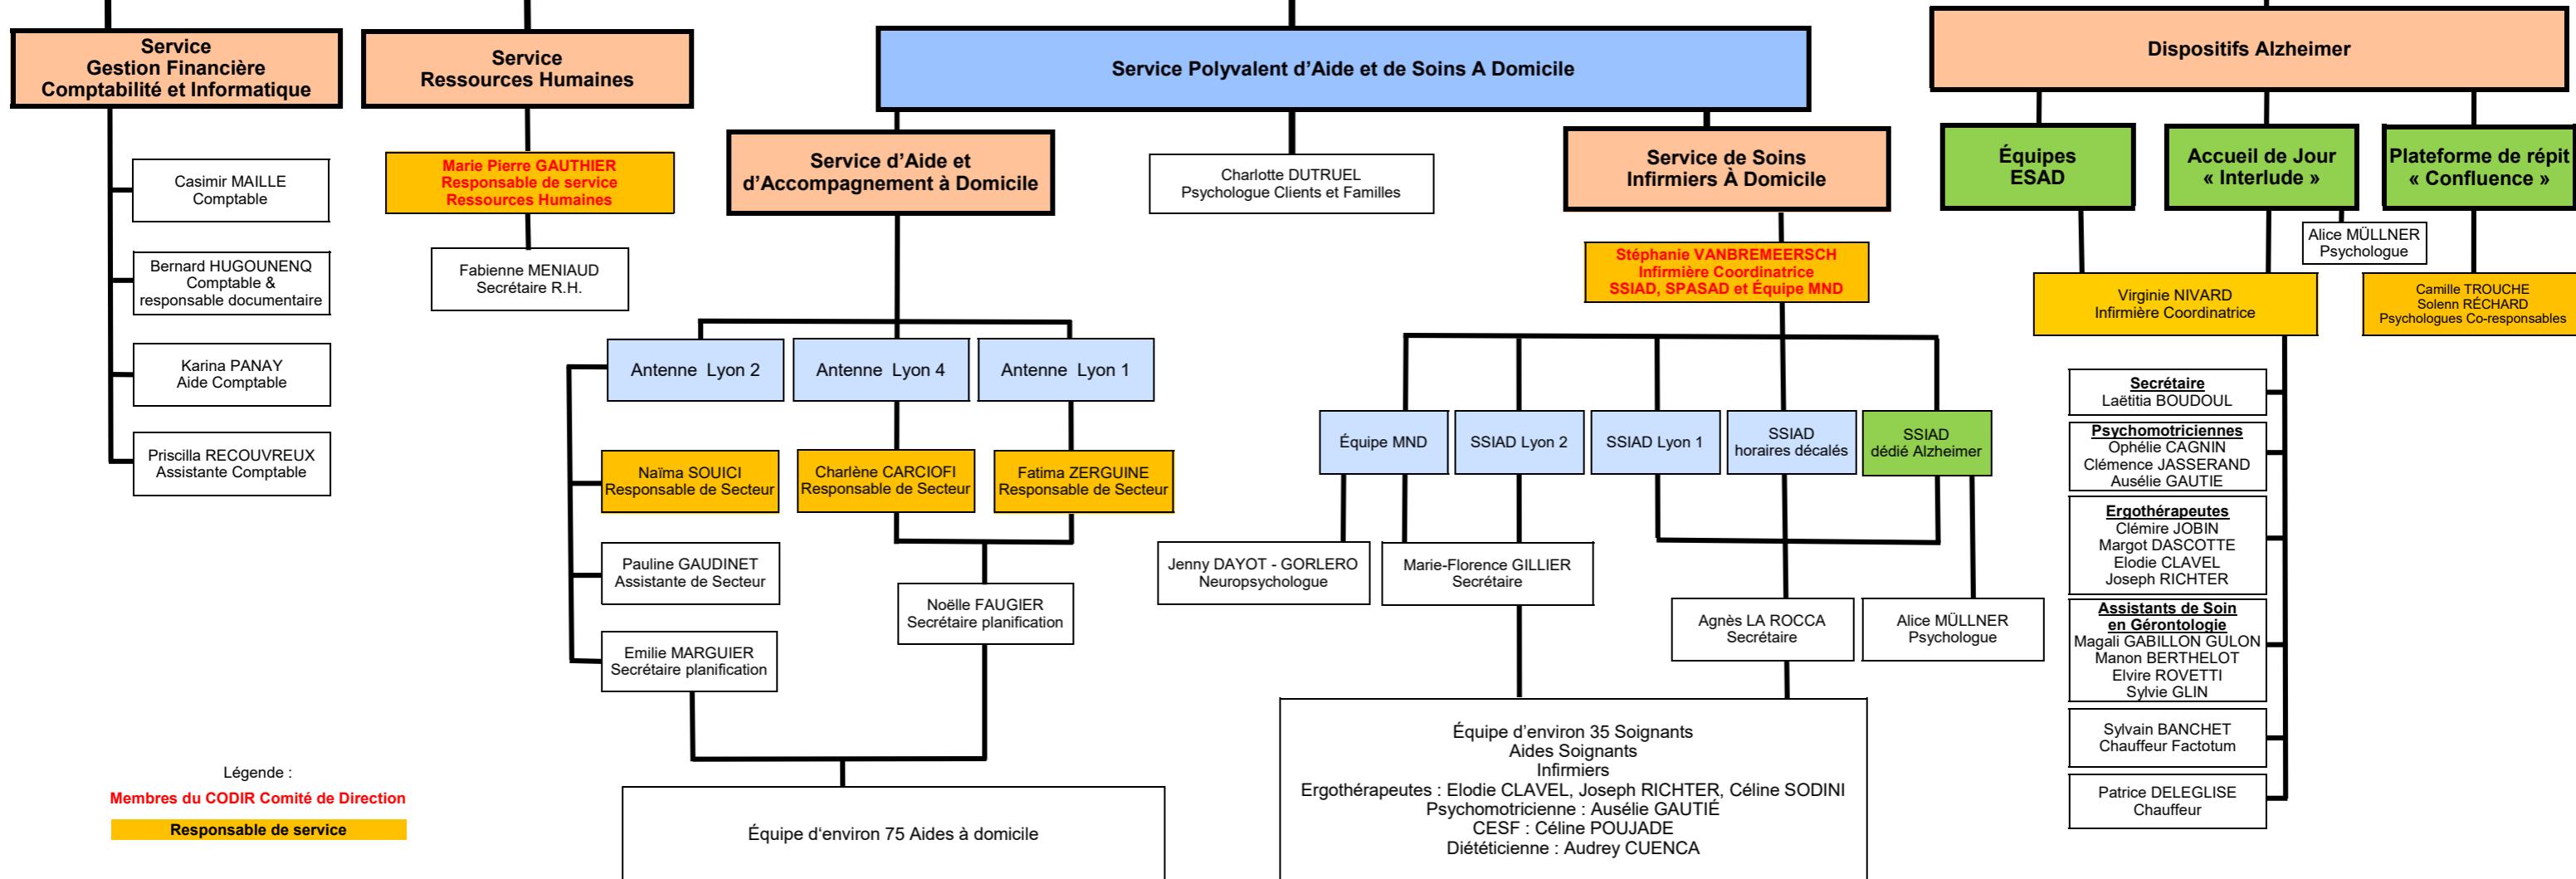 Service
Gestion Financière
Comptabilité et Informatique
Casimir MAILLE
Comptable
Bernard HUGOUNENQ
Comptable &
responsable documentaire
Karina PANAY
Aide Comptable
Priscilla RECOUVREUX
Assistante Comptable
Service
Ressources Humaines
Marie Pierre GAUTHIER
Responsable de service
Ressources Humaines
Fabienne MENIAUD
Secrétaire R.H.
Service Polyvalent d’Aide et de Soins A Domicile
Service d’Aide et
d’Accompagnement à Domicile
Charlotte DUTRUEL
Psychologue Clients et Familles
Service de Soins
Infirmiers À Domicile
Stéphanie VANBREMEERSCH
Infirmière Coordinatrice
SSIAD, SPASAD et Équipe MND
Antenne Lyon 2
Antenne Lyon 4
Antenne Lyon 1
Naïma SOUICI
Responsable de Secteur
Charlène CARCIOFI
Responsable de Secteur
Fatima ZERGUINE
Responsable de Secteur
Pauline GAUDINET
Assistante de Secteur
Emilie MARGUIER
Secrétaire planification
Noëlle FAUGIER
Secrétaire planification
Équipe d‘environ 75 Aides à domicile
Équipe MND
SSIAD Lyon 2
SSIAD Lyon 1
SSIAD
horaires décalés
SSIAD
dédié Alzheimer
Jenny DAYOT - GORLERO
Neuropsychologue
Marie-Florence GILLIER
Secrétaire
Agnès LA ROCCA
Secrétaire
Alice MÜLLNER
Psychologue
Équipe d’environ 35 Soignants
Aides Soignants
Infirmiers
Ergothérapeutes : Elodie CLAVEL, Joseph RICHTER, Céline SODINI
Psychomotricienne : Ausélie GAUTIÉ
CESF : Céline POUJADE
Diététicienne : Audrey CUENCA
Dispositifs Alzheimer
Équipes
ESAD
Accueil de Jour
« Interlude »
Plateforme de répit
« Confluence »
Alice MÜLLNER
Psychologue
Virginie NIVARD
Infirmière Coordinatrice
Camille TROUCHE
Solenn RÉCHARD
Psychologues Co-responsables
Secrétaire
Laëtitia BOUDOUL
Psychomotriciennes
Ophélie CAGNIN
Clémence JASSERAND
Ausélie GAUTIE
Ergothérapeutes
Clémire JOBIN
Margot DASCOTTE
Elodie CLAVEL
Joseph RICHTER
Assistants de Soin
en Gérontologie
Magali GABILLON GULON
Manon BERTHELOT
Elvire ROVETTI
Sylvie GLIN
Sylvain BANCHET
Chauffeur Factotum
Patrice DELEGLISE
Chauffeur
Légende :
Membres du CODIR Comité de Direction
Responsable de service